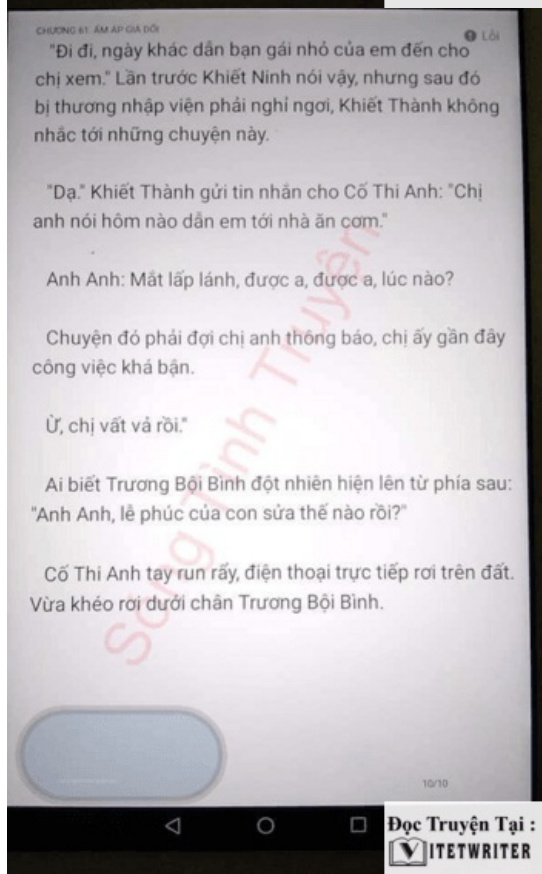 CHƯƠNG 61: ẤM ÁP GIẢ DỐI
Lỗi
"Đi đi, ngày khác dẫn bạn gái nhỏ của em đến cho
chị xem." Lần trước Khiết Ninh nói vậy, nhưng sau đó
bị thương nhập viện phải nghỉ ngơi, Khiết Thành không
nhắc tới những chuyện này.
"Dạ." Khiết Thành gửi tin nhắn cho Cố Thi Anh: "Chị
anh nói hôm nào dẫn em tới nhà ăn cơm."
Anh Anh: Mắt lấp lánh, được a, được a, lúc nào?
Chuyện đó phải đợi chị anh thông báo, chị ấy gần đây
công việc khá bận.
Ừ, chị vất vả rồi."
Ai biết Trương Bội Bình đột nhiên hiện lên từ phía sau:
"Anh Anh, lễ phúc của con sửa thế nào rồi?"
Cố Thi Anh tay run rẩy, điện thoại trực tiếp rơi trên đất.
Vừa khéo rơi dưới chân Trương Bội Bình.
Sóng Tình Truyện
10/10
Đọc Truyện Tại :
VITETWRITER